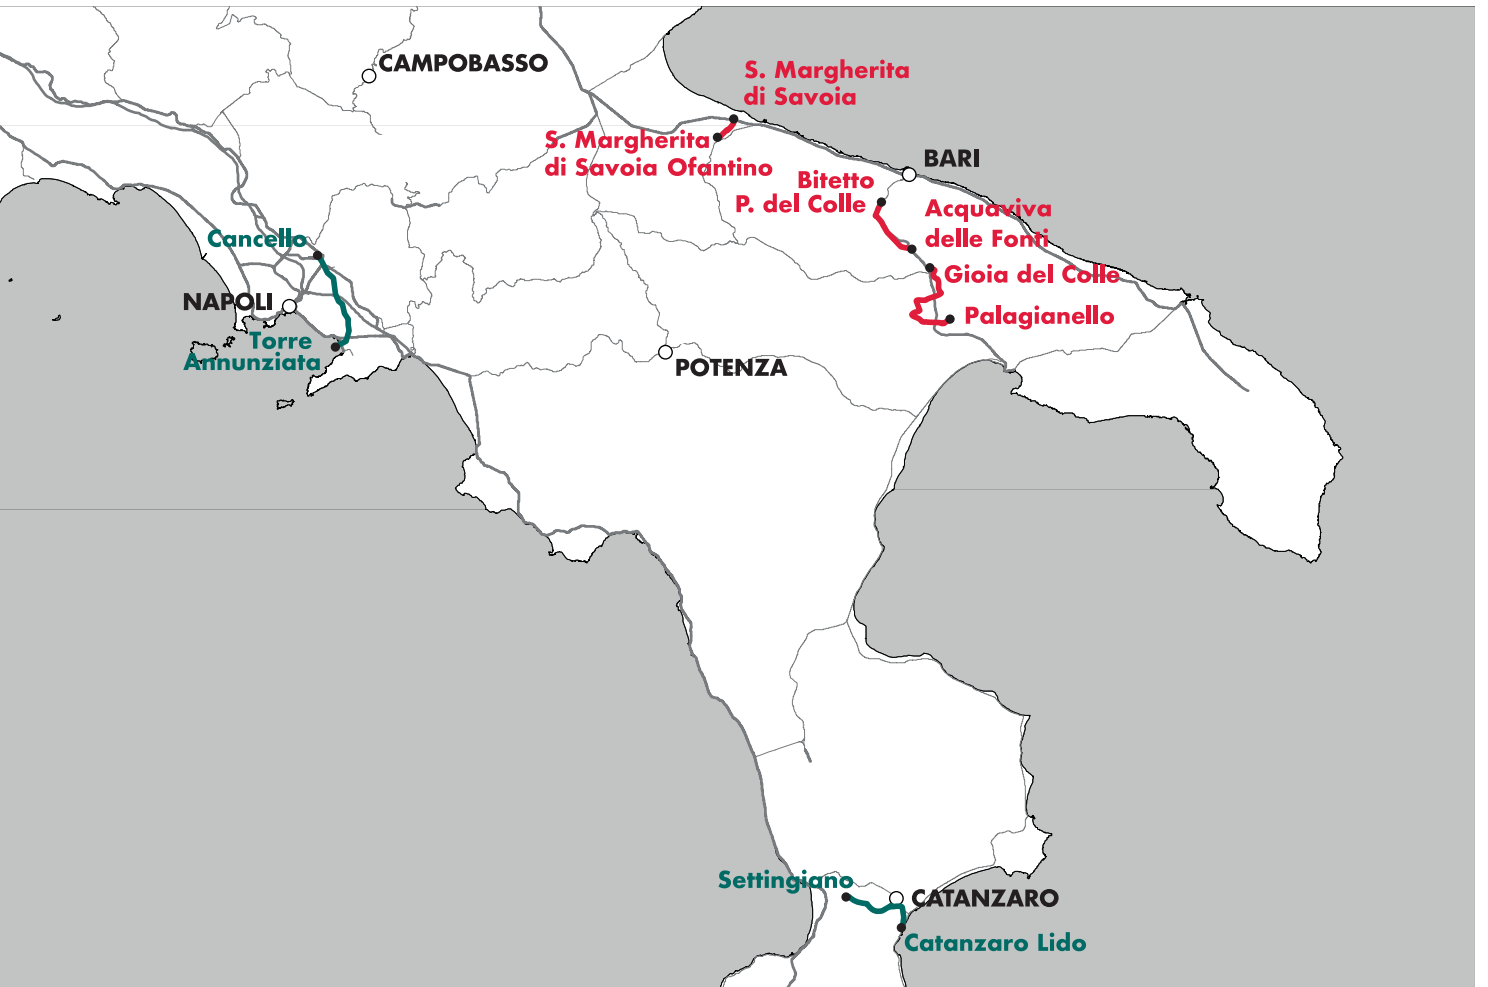 CAMPOBASSO
S. Margherita
di Savoia
S. Margherita
di Savoia Ofantino
BARI
Bitetto
P. del Colle
Acquaviva
delle Fonti
Cancello
Gioia del Colle
NAPOLI
Palagianello
Torre
Annunziata
POTENZA
Settingiano
CATANZARO
Catanzaro Lido